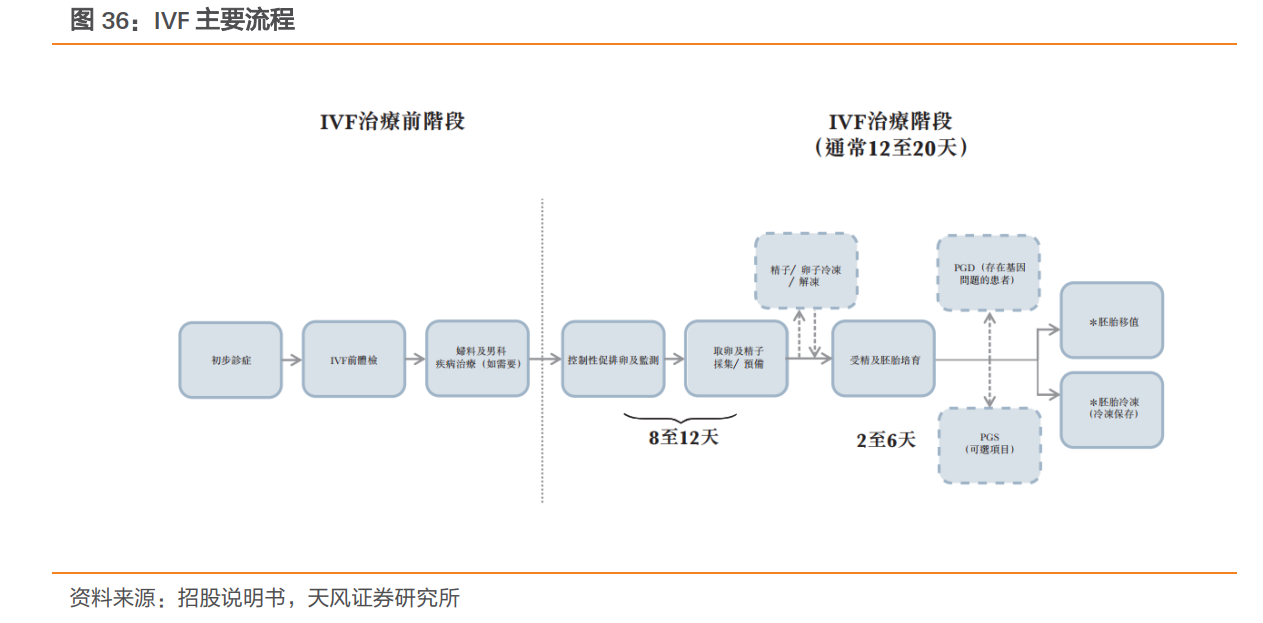 图 36：IVF 主要流程
IVF治療前階段
IVF治療階段
（通常12至20天）
初步診症
IVF前體檢
婦科及男科
疾病治療（如需要）
控制性促排卵及監測
取卵及精子
採集/ 預備
8至12天
精子/ 卵子冷凍
/ 解凍
受精及胚胎培育
2至6天
PGD（存在基因
問題的患者）
PGS
（可選項目）
＊胚胎移值
＊胚胎冷凍
(冷凍保存)
资料来源：招股说明书，天风证券研究所